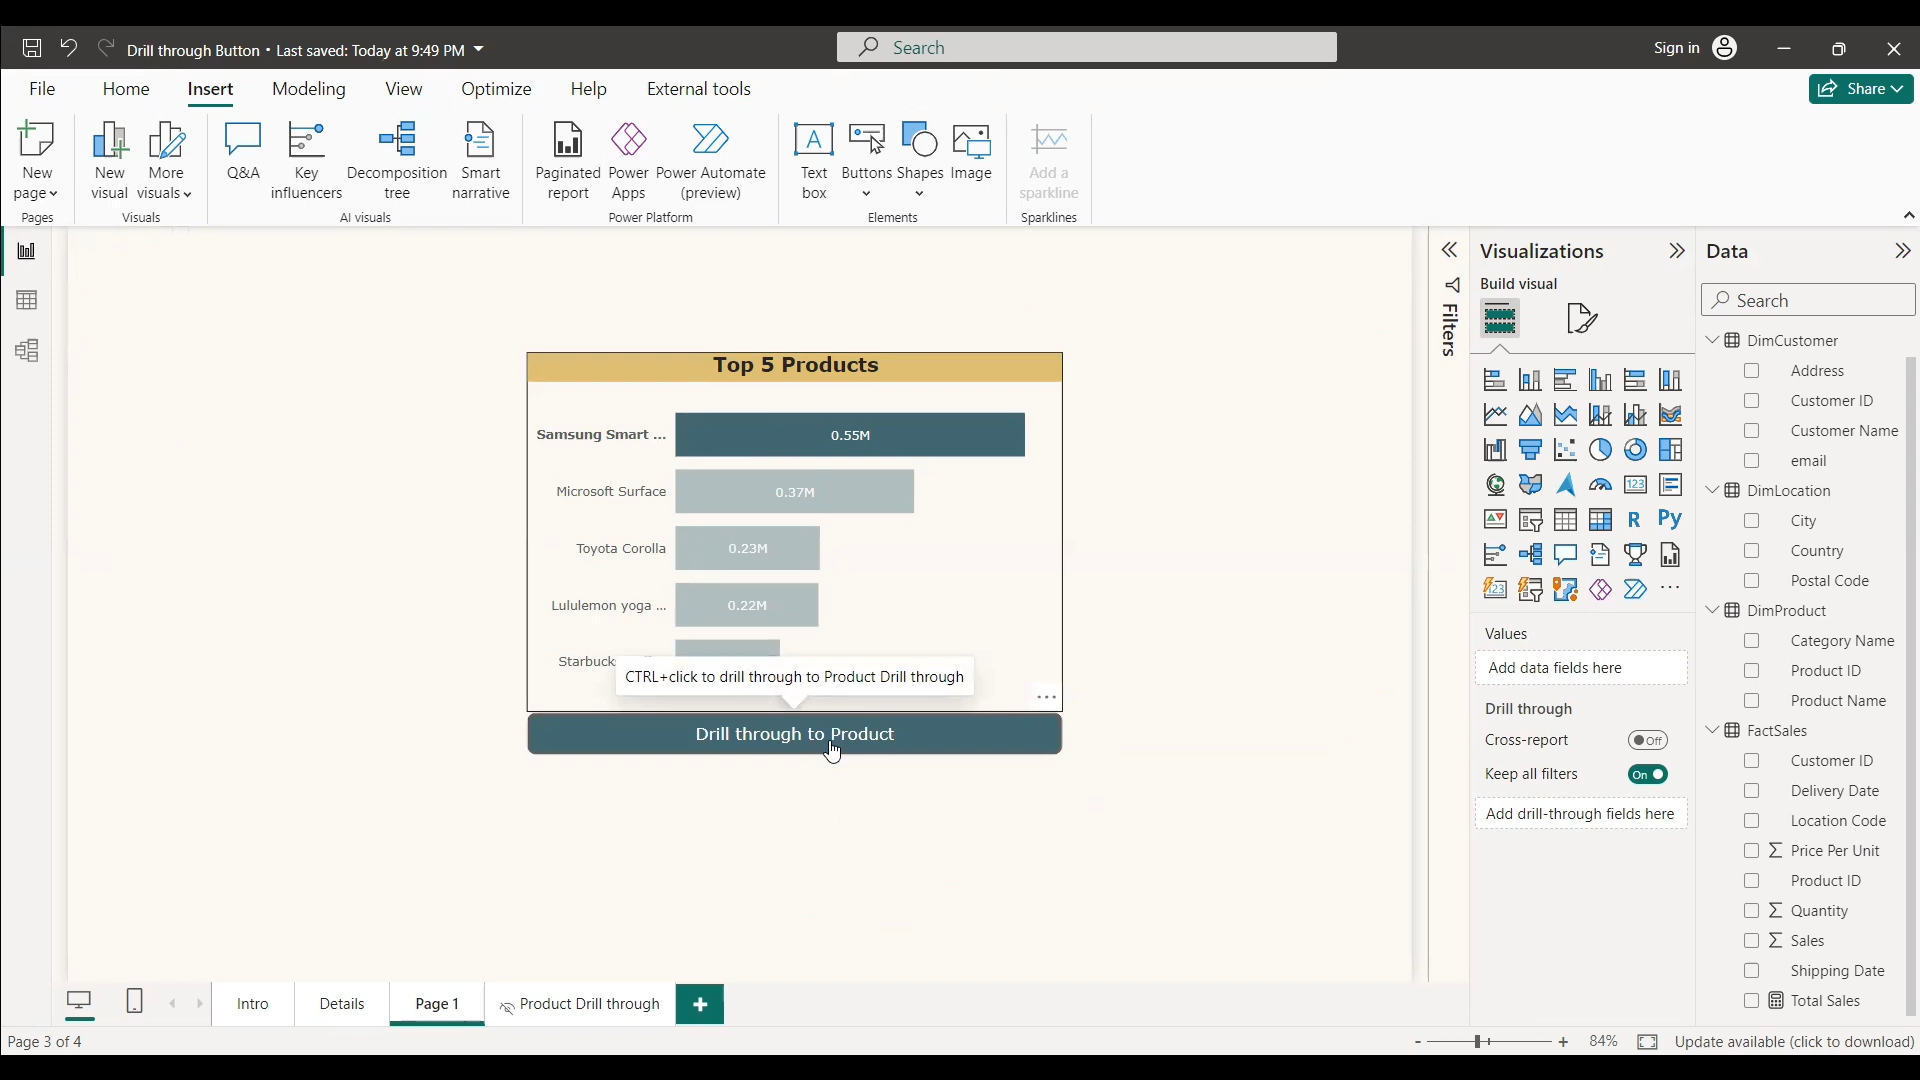 Drill through Button • Last saved: Today at 9:49 PM
Search
Sign in
File
Home
Insert
Modeling
View
Optimize
Help
External tools
Share
New page
New visual
More visuals
Q&A
Key influencers
Decomposition tree
Smart narrative
Paginated report
Power Apps
Power Automate (preview)
Text box
Buttons
Shapes
Image
Add a sparkline
Pages
Visuals
AI visuals
Power Platform
Elements
Sparklines
Top 5 Products
Samsung Smart ...
0.55M
Microsoft Surface
0.37M
Toyota Corolla
0.23M
Lululemon yoga ...
0.22M
CTRL+click to drill through to Product Drill through
Drill through to Product
Filters
Visualizations
Build visual
123
R
Py
Values
Add data fields here
Drill through
Cross-report
Off
Keep all filters
On
Add drill-through fields here
Data
Search
DimCustomer
Address
Customer ID
Customer Name
email
DimLocation
City
Country
Postal Code
DimProduct
Category Name
Product ID
Product Name
FactSales
Customer ID
Delivery Date
Location Code
Price Per Unit
Product ID
Quantity
Sales
Shipping Date
Total Sales
Intro
Details
Page 1
Product Drill through
Page 3 of 4
84%
Update available (click to download)